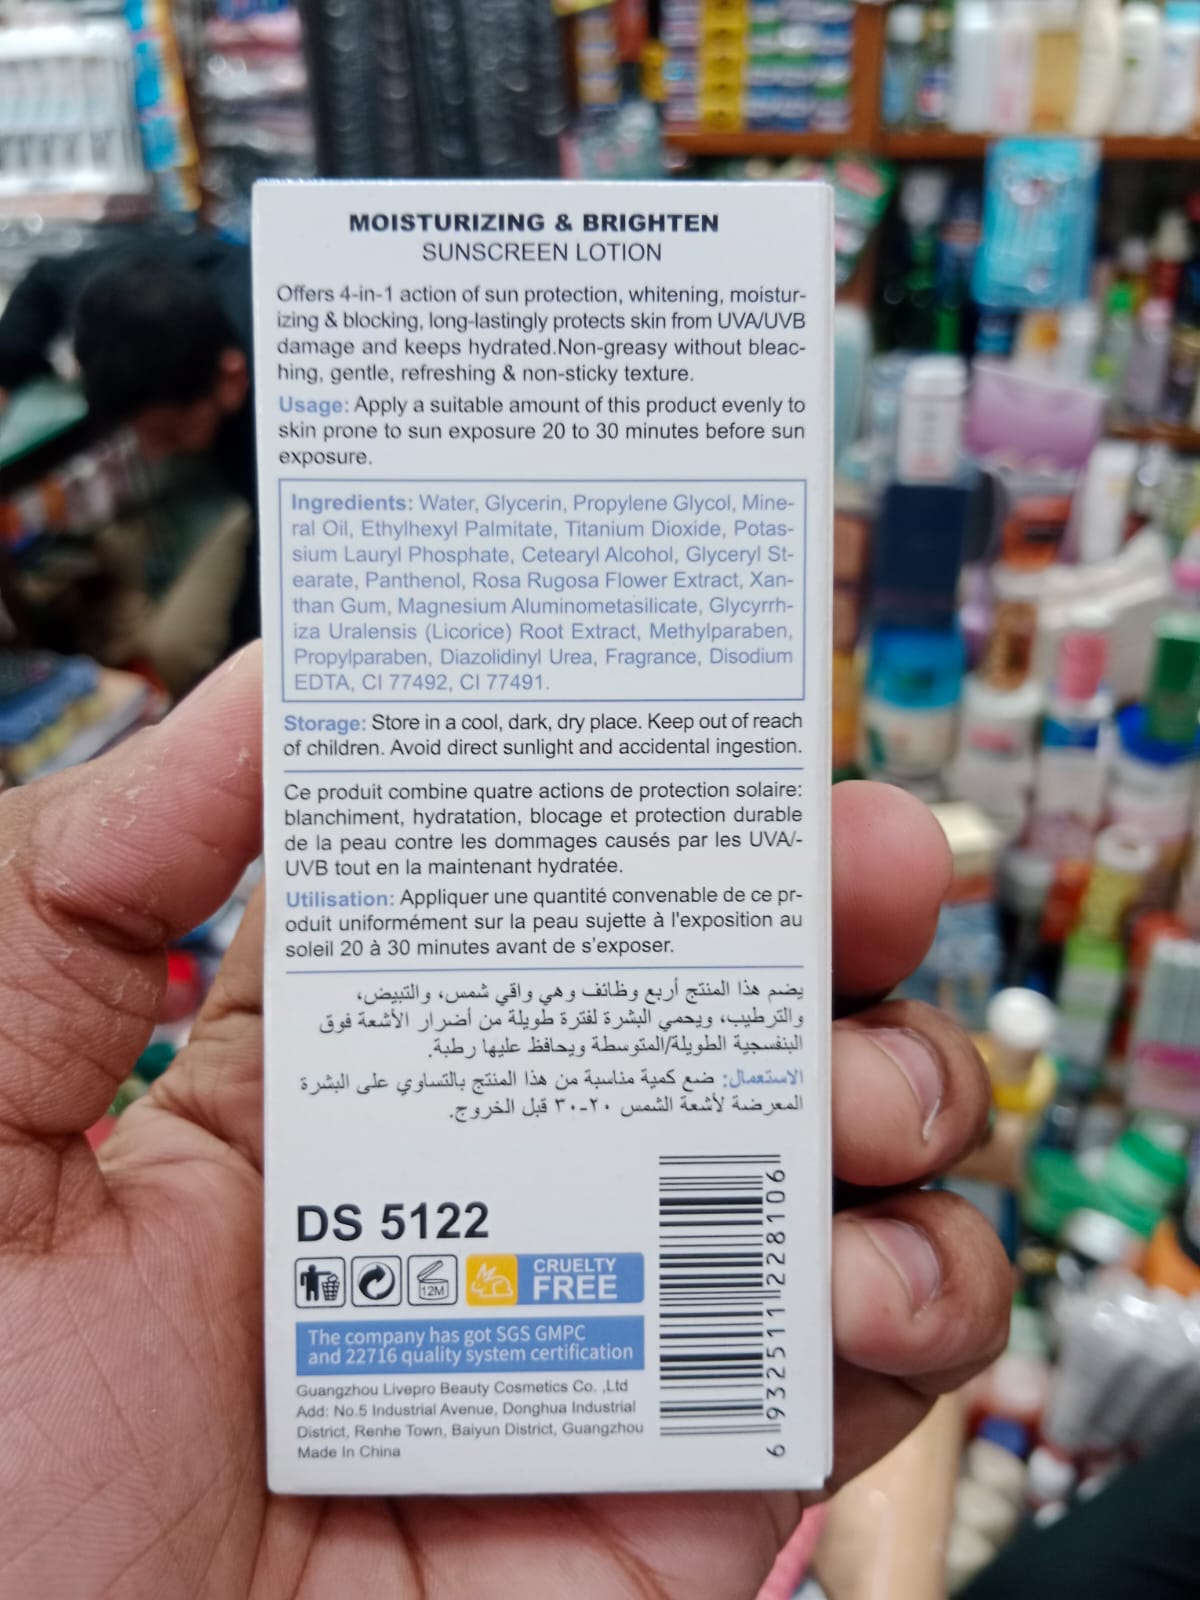 MOISTURIZING & BRIGHTEN
SUNSCREEN LOTION
Offers 4-in-1 action of sun protection, whitening, moistur-
izing & blocking, long-lastingly protects skin from UVA/UVB
damage and keeps hydrated.Non-greasy without bleac-
hing, gentle, refreshing & non-sticky texture.
Usage: Apply a suitable amount of this product evenly to
skin prone to sun exposure 20 to 30 minutes before sun
exposure.
Ingredients: Water, Glycerin, Propylene Glycol, Mine-
ral Oil, Ethylhexyl Palmitate, Titanium Dioxide, Potas-
sium Lauryl Phosphate, Cetearyl Alcohol, Glyceryl St-
earate, Panthenol, Rosa Rugosa Flower Extract, Xan-
than Gum, Magnesium Aluminometasilicate, Glycyrrh-
iza Uralensis (Licorice) Root Extract, Methylparaben,
Propylparaben, Diazolidinyl Urea, Fragrance, Disodium
EDTA, CI 77492, CI 77491.
Storage: Store in a cool, dark, dry place. Keep out of reach
of children. Avoid direct sunlight and accidental ingestion.
Ce produit combine quatre actions de protection solaire:
blanchiment, hydratation, blocage et protection durable
de la peau contre les dommages causés par les UVA/-
UVB tout en la maintenant hydratée.
Utilisation: Appliquer une quantité convenable de ce pr-
oduit uniformément sur la peau sujette à l'exposition au
soleil 20 à 30 minutes avant de s'exposer.
يضم هذا المنتج أربع وظائف وهي واقي شمس، والتبيض،
والترطيب، ويحمي البشرة لفترة طويلة من أضرار الأشعة فوق
البنفسجية الطويلة/المتوسطة ويحافظ عليها رطبة.
الاستعمال: ضع كمية مناسبة من هذا المنتج بالتساوي على البشرة
المعرضة لأشعة الشمس ٢٠-٣٠ قبل الخروج.
DS 5122
12M
CRUELTY
FREE
The company has got SGS GMPC
and 22716 quality system certification
Guangzhou Livepro Beauty Cosmetics Co. ,Ltd
Add: No.5 Industrial Avenue, Donghua Industrial
District, Renhe Town, Baiyun District, Guangzhou
Made In China
6 932511 228106